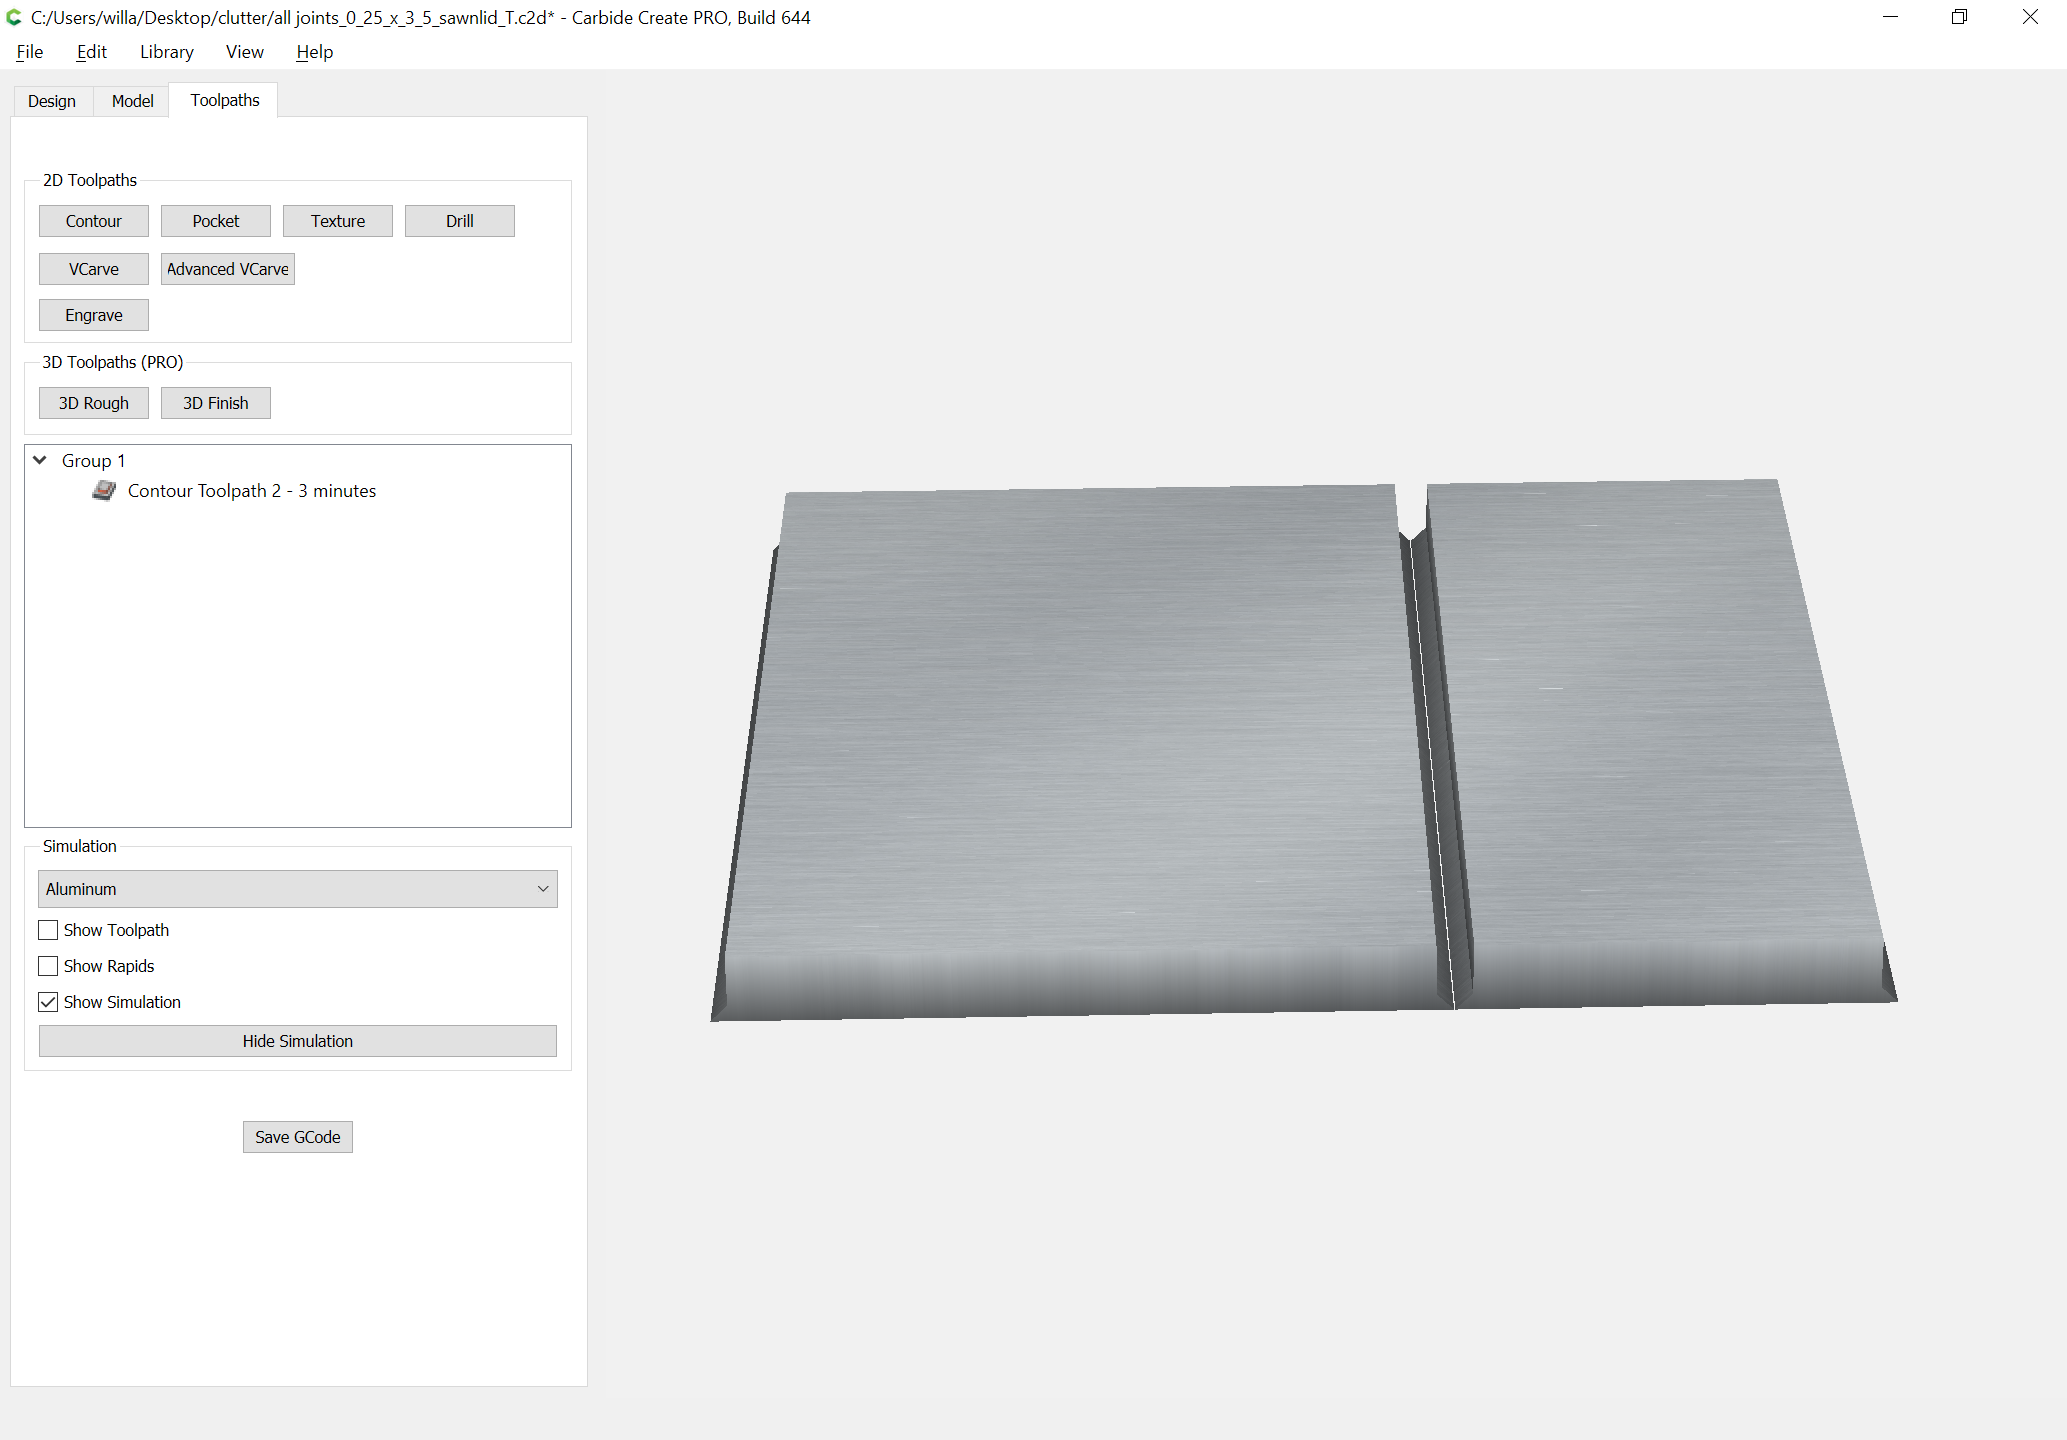 C:/Users/willa/Desktop/clutter/all joints_0_25_x_3_5_sawnlid_T.c2d* - Carbide Create PRO, Build 644
File Edit Library View Help
Design Model Toolpaths
2D Toolpaths
Contour Pocket Texture Drill
VCarve Advanced VCarve
Engrave
3D Toolpaths (PRO)
3D Rough 3D Finish
Group 1
Contour Toolpath 2 - 3 minutes
Simulation
Aluminum
Show Toolpath
Show Rapids
Show Simulation
Hide Simulation
Save GCode